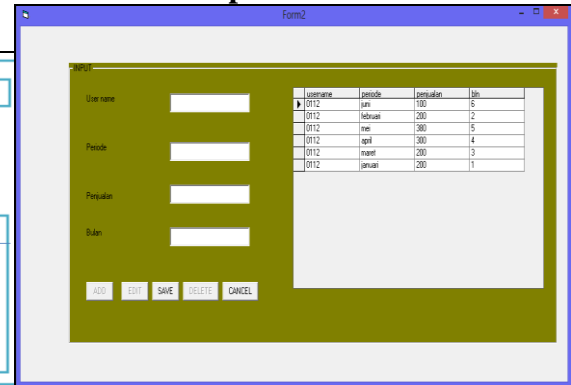 Form2
INPUT
User name
Periode
Penjualan
Bulan
ADD EDIT SAVE DELETE CANCEL
username periode penjualan bln
0112 juni 100 6
0112 februari 200 2
0112 mei 380 5
0112 april 300 4
0112 maret 200 3
0112 januari 200 1